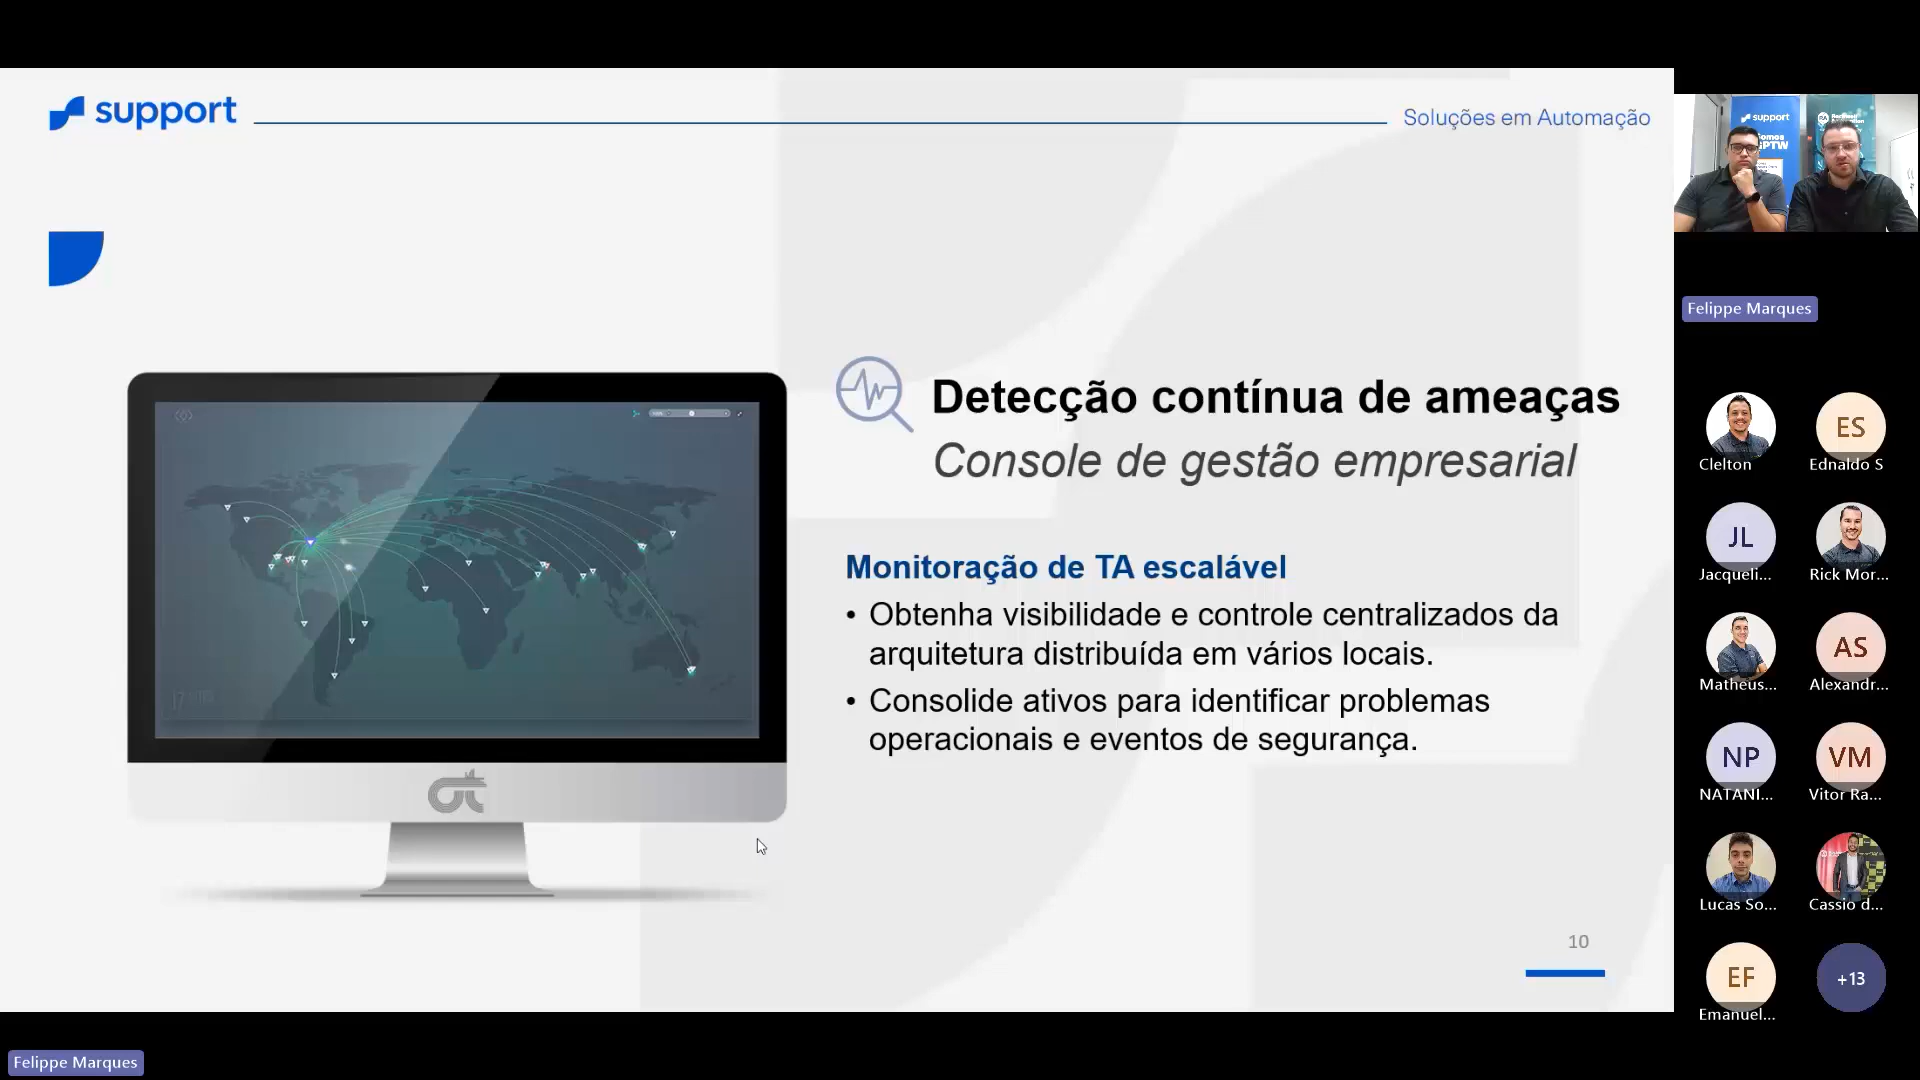 support
Soluções em Automação
Detecção contínua de ameaças
Console de gestão empresarial
Monitoração de TA escalável
• Obtenha visibilidade e controle centralizados da
arquitetura distribuída em vários locais.
• Consolide ativos para identificar problemas
operacionais e eventos de segurança.
10
support
Felippe Marques
Clelton
ES
Ednaldo S
JL
Jacqueli...
Rick Mor...
Matheus...
AS
Alexandr...
NP
NATANI...
VM
Vitor Ra...
Lucas So...
Cassio d...
EF
Emanuel...
+13
Felippe Marques